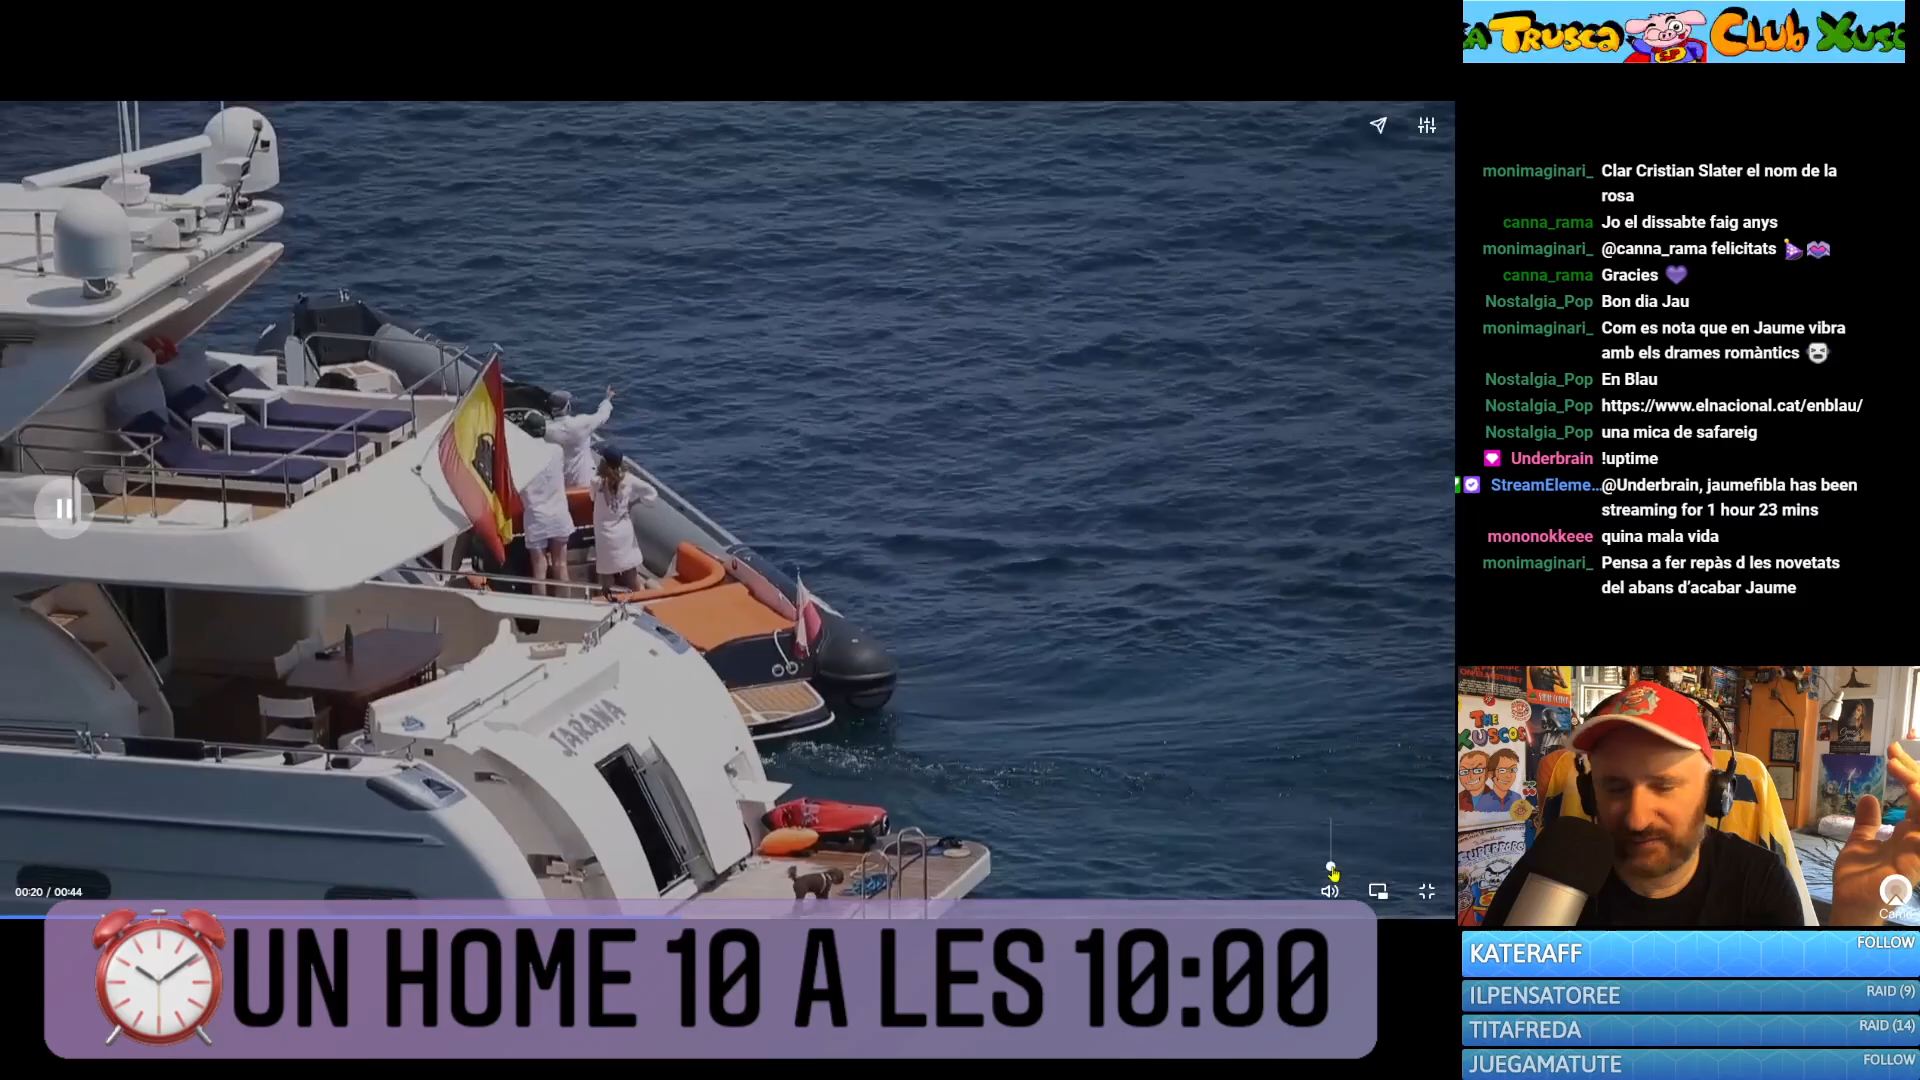 A TRUSCA CLUB XUSC
monimaginari_ Clar Cristian Slater el nom de la
rosa
canna_rama Jo el dissabte faig anys
monimaginari_ @canna_rama felicitats
canna_rama Gracies
Nostalgia_Pop Bon dia Jau
monimaginari_ Com es nota que en Jaume vibra
amb els drames romàntics
Nostalgia_Pop En Blau
Nostalgia_Pop https://www.elnacional.cat/enblau/
Nostalgia_Pop una mica de safareig
Underbrain !uptime
StreamEleme... @Underbrain, jaumefibla has been
streaming for 1 hour 23 mins
mononokkeee quina mala vida
monimaginari_ Pensa a fer repàs d les novetats
del abans d’acabar Jaume
JARANA
THE
XUSCOS
00:20 / 00:44
UN HOME 10 A LES 10:00
KATERAFF FOLLOW
ILPENSATOREE RAID (9)
TITAFREDA RAID (14)
JUEGAMATUTE FOLLOW